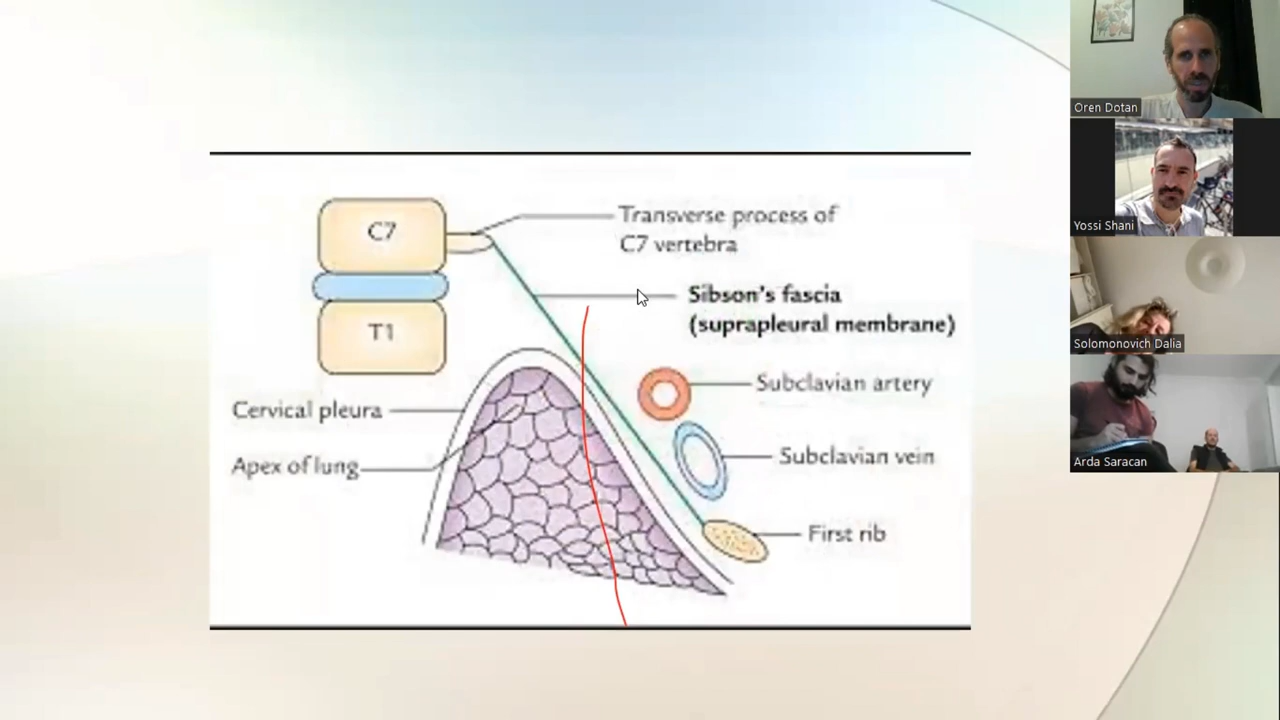 C7
Transverse process of
C7 vertebra
Sibson's fascia
(suprapleural membrane)
T1
Subclavian artery
Cervical pleura
Subclavian vein
Apex of lung
First rib
Oren Dotan
Yossi Shani
Solomonovich Dalia
Arda Saracan